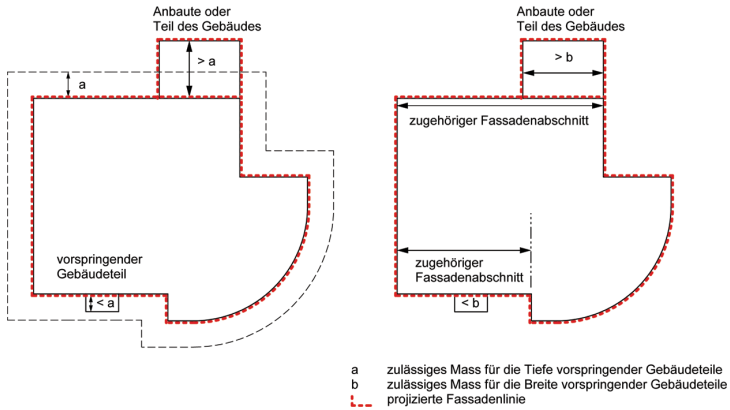 Anbaute oder
Teil des Gebäudes
> a
a
vorspringender
Gebäudeteil
< a
Anbaute oder
Teil des Gebäudes
> b
zugehöriger Fassadenabschnitt
zugehöriger
Fassadenabschnitt
< b
a zulässiges Mass für die Tiefe vorspringender Gebäudeteile
b zulässiges Mass für die Breite vorspringender Gebäudeteile
projizierte Fassadenlinie